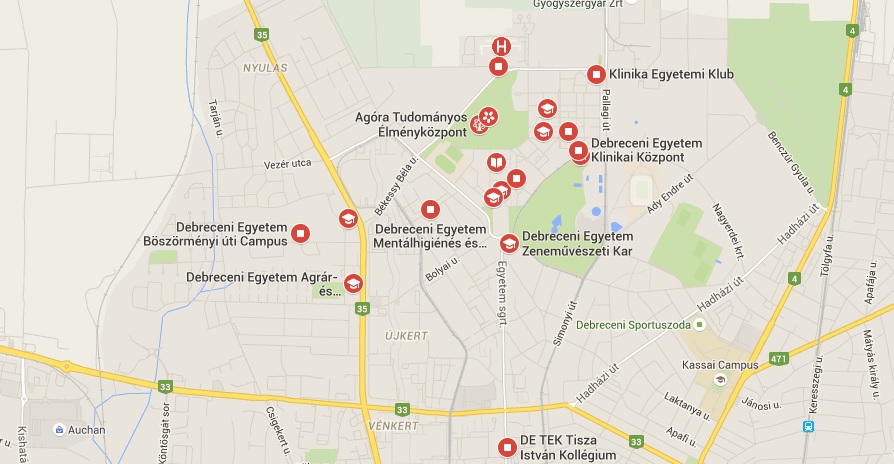 Gyógyszergyár Zrt
35
4
NYULAS
H
Klinika Egyetemi Klub
4
Tarján u.
Pallagi út
Agóra Tudományos
Élményközpont
Debreceni Egyetem
Klinikai Központ
Vezér utca
Benczúr Gyula u.
Békessy Béla u.
Ady Endre út
Nagyerdei krt.
Hadházi út
Debreceni Egyetem
Böszörményi úti Campus
Debreceni Egyetem
Mentálhigiénés és...
Debreceni Egyetem
Zeneművészeti Kar
Tölgyfa u.
Bolyai u.
Egyetem sgrt.
Debreceni Egyetem Agrár-
és...
Hadházi út
4
Apafája u.
35
Simonyi út
Debreceni Sportuszoda
ÚJKERT
Mátyás király u.
471
Kassai Campus
33
Hadházi út
Keresszegi u.
33
Laktanya u.
Jánosi u.
Auchan
Köntösgát sor
Csigekert u.
VÉNKERT
Apafi u.
33
Kishatá
r u.
DE TEK Tisza
István Kollégium